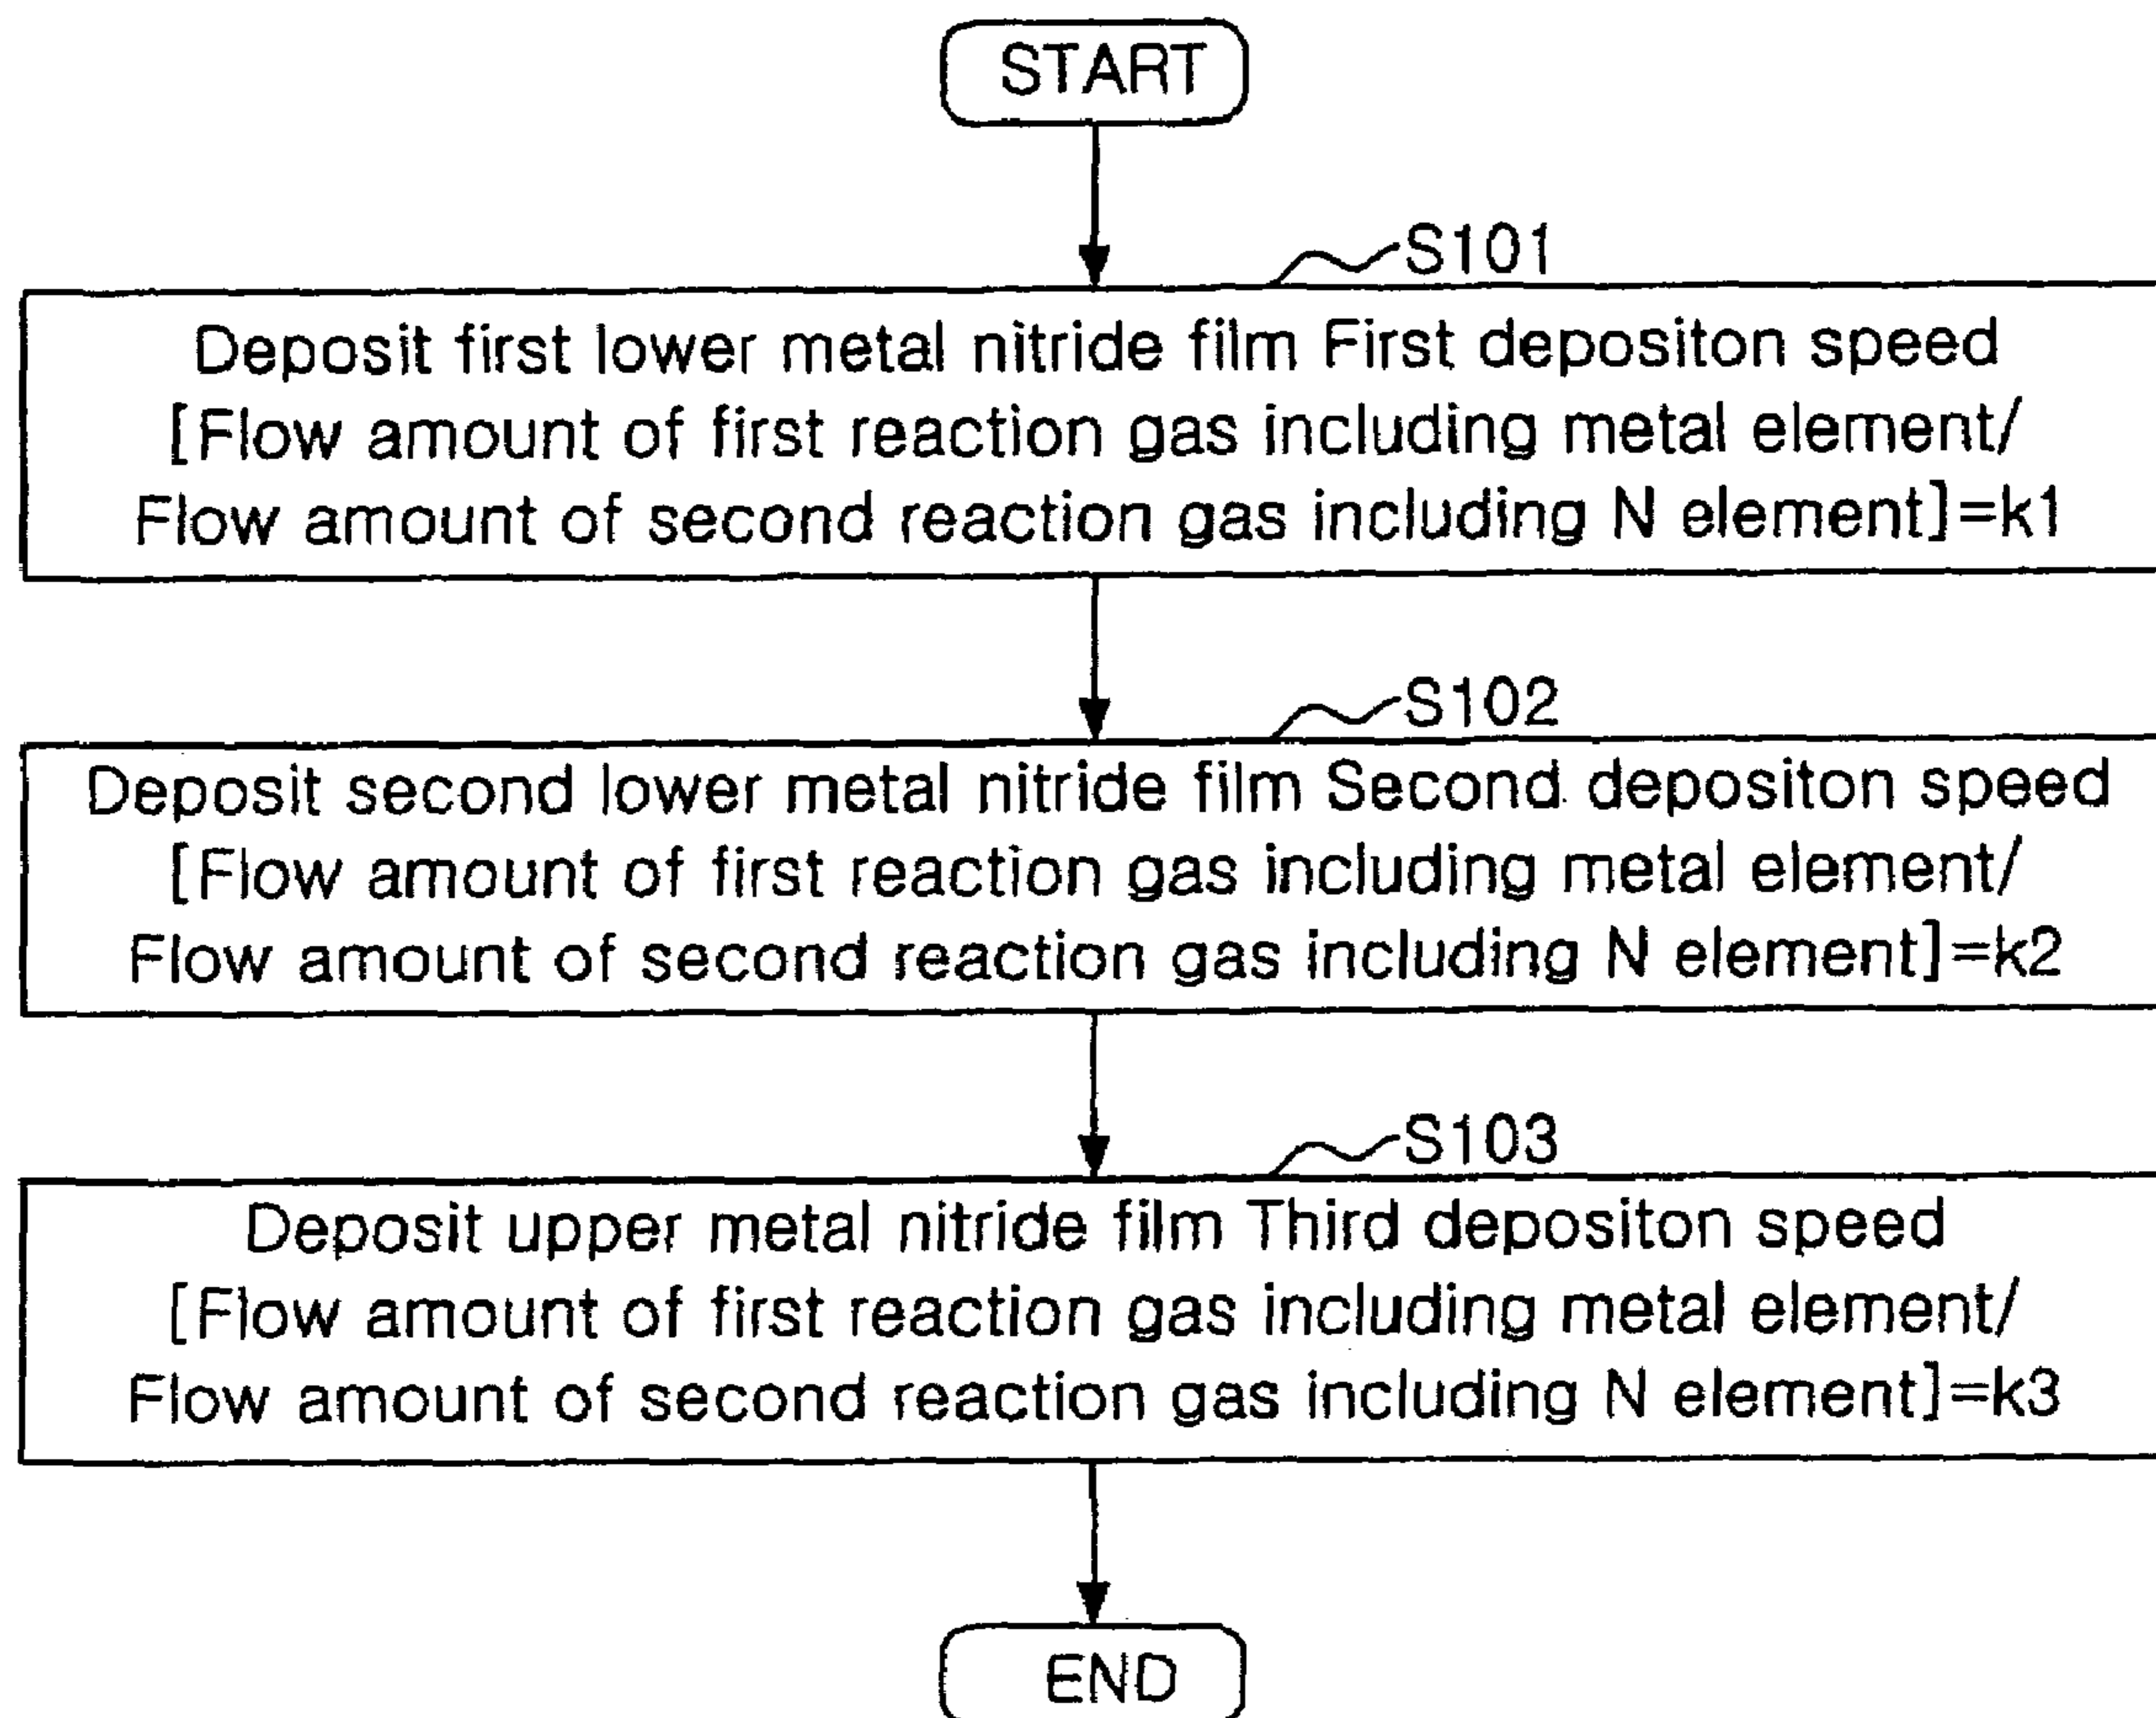 START
S101
Deposit first lower metal nitride film First depositon speed
[Flow amount of first reaction gas including metal element/
Flow amount of second reaction gas including N element]=k1
S102
Deposit second lower metal nitride film Second depositon speed
[Flow amount of first reaction gas including metal element/
Flow amount of second reaction gas including N element]=k2
S103
Deposit upper metal nitride film Third depositon speed
[Flow amount of first reaction gas including metal element/
Flow amount of second reaction gas including N element]=k3
END